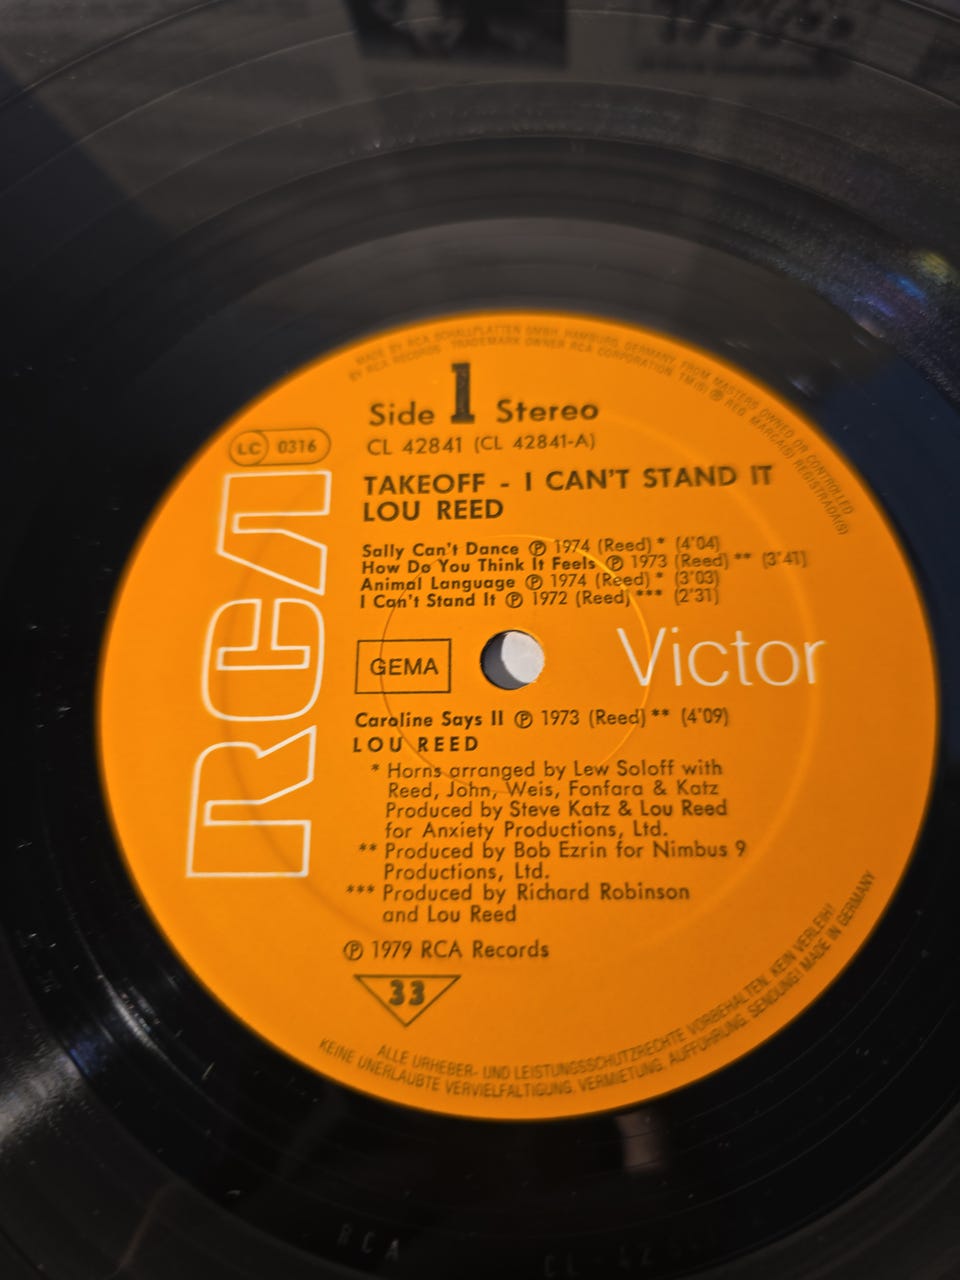 MADE BY RCA SCHALLPLATTEN GMBH, HAMBURG, GERMANY, FROM MASTERS OWNED OR CONTROLLED
BY RCA RECORDS TRADEMARK OWNER RCA CORPORATION. TM(S) ® REG. MARCA(S) REGISTRADA(S)
Side 1 Stereo
LC 0316
CL 42841 (CL 42841-A)
TAKEOFF - I CAN'T STAND IT
LOU REED
Sally Can't Dance ℗ 1974 (Reed) * (4'04)
How Do You Think It Feels ℗ 1973 (Reed) ** (3'41)
Animal Language ℗ 1974 (Reed) * (3'03)
I Can't Stand It ℗ 1972 (Reed) *** (2'31)
RCA
GEMA
Victor
Caroline Says II ℗ 1973 (Reed) ** (4'09)
LOU REED
* Horns arranged by Lew Soloff with
Reed, John, Weis, Fonfara & Katz
Produced by Steve Katz & Lou Reed
for Anxiety Productions, Ltd.
** Produced by Bob Ezrin for Nimbus 9
Productions, Ltd.
*** Produced by Richard Robinson
and Lou Reed
℗ 1979 RCA Records
33
ALLE URHEBER- UND LEISTUNGSSCHUTZRECHTE VORBEHALTEN. KEIN VERLEIH!
KEINE UNERLAUBTE VERVIELFÄLTIGUNG, VERMIETUNG, AUFFÜHRUNG, SENDUNG! MADE IN GERMANY
RCA